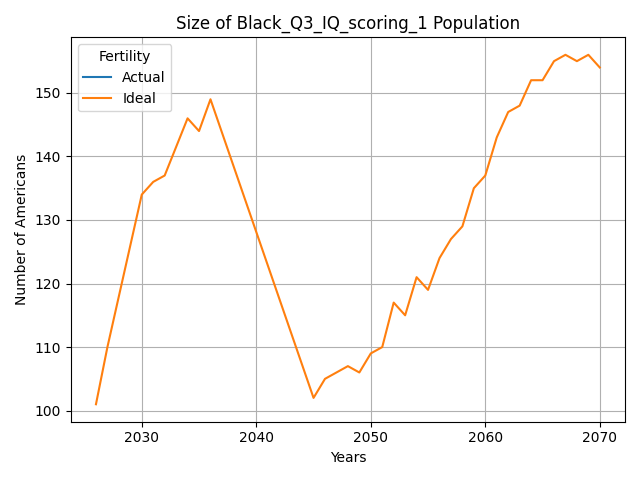 Size of Black_Q3_IQ_scoring_1 Population
Fertility
Actual
Ideal
Number of Americans
150
140
130
120
110
100
2030 2040 2050 2060 2070
Years